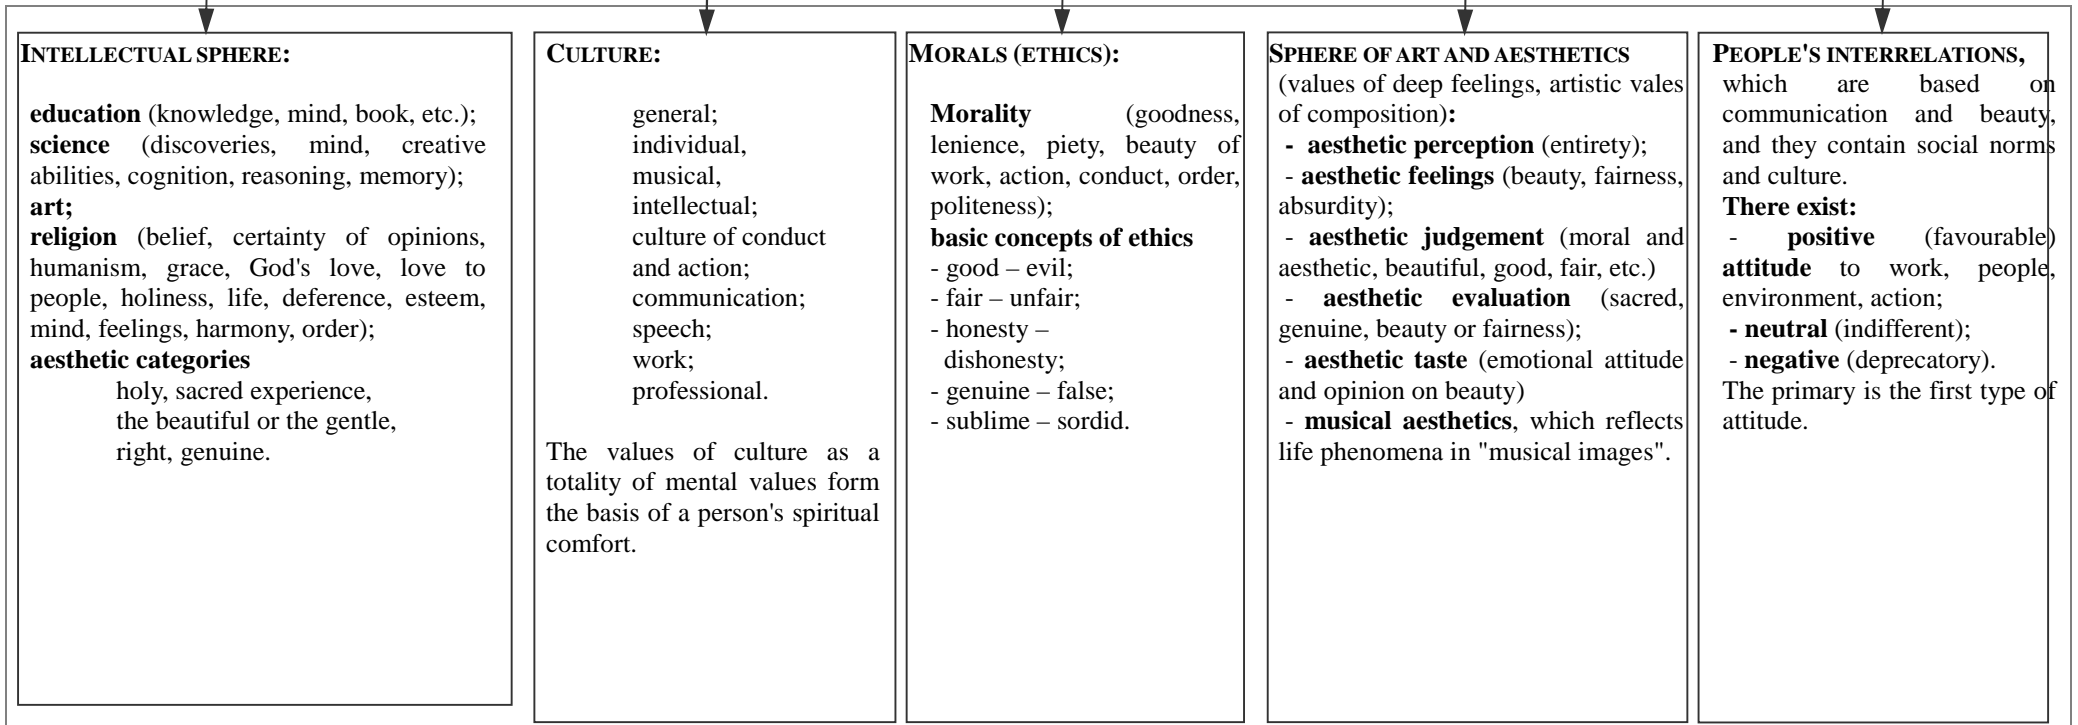 INTELLECTUAL SPHERE:
education (knowledge, mind, book, etc.);
science (discoveries, mind, creative
abilities, cognition, reasoning, memory);
art;
religion (belief, certainty of opinions,
humanism, grace, God's love, love to
people, holiness, life, deference, esteem,
mind, feelings, harmony, order);
aesthetic categories
holy, sacred experience,
the beautiful or the gentle,
right, genuine.
CULTURE:
general;
individual,
musical,
intellectual;
culture of conduct
and action;
communication;
speech;
work;
professional.
The values of culture as a
totality of mental values form
the basis of a person's spiritual
comfort.
MORALS (ETHICS):
Morality (goodness,
lenience, piety, beauty of
work, action, conduct, order,
politeness);
basic concepts of ethics
- good – evil;
- fair – unfair;
- honesty –
dishonesty;
- genuine – false;
- sublime – sordid.
SPHERE OF ART AND AESTHETICS
(values of deep feelings, artistic vales
of composition):
- aesthetic perception (entirety);
- aesthetic feelings (beauty, fairness,
absurdity);
- aesthetic judgement (moral and
aesthetic, beautiful, good, fair, etc.)
- aesthetic evaluation (sacred,
genuine, beauty or fairness);
- aesthetic taste (emotional attitude
and opinion on beauty)
- musical aesthetics, which reflects
life phenomena in "musical images".
PEOPLE'S INTERRELATIONS,
which are based on
communication and beauty,
and they contain social norms
and culture.
There exist:
- positive (favourable)
attitude to work, people,
environment, action;
- neutral (indifferent);
- negative (deprecatory).
The primary is the first type of
attitude.